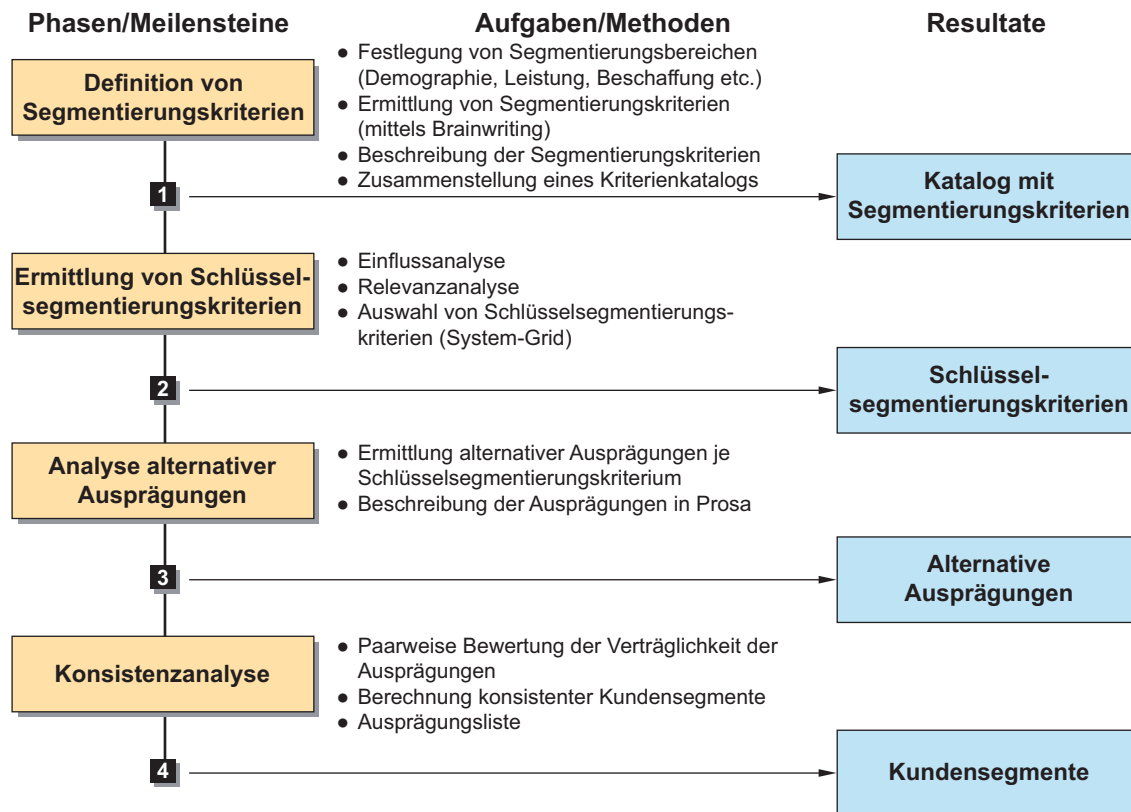 Phasen/Meilensteine
Aufgaben/Methoden
Resultate
Definition von
Segmentierungskriterien
● Festlegung von Segmentierungsbereichen
(Demographie, Leistung, Beschaffung etc.)
● Ermittlung von Segmentierungskriterien
(mittels Brainwriting)
● Beschreibung der Segmentierungskriterien
● Zusammenstellung eines Kriterienkatalogs
1
Katalog mit
Segmentierungskriterien
Ermittlung von Schlüssel-
segmentierungskriterien
● Einflussanalyse
● Relevanzanalyse
● Auswahl von Schlüsselsegmentierungs-
kriterien (System-Grid)
2
Schlüssel-
segmentierungskriterien
Analyse alternativer
Ausprägungen
● Ermittlung alternativer Ausprägungen je
Schlüsselsegmentierungskriterium
● Beschreibung der Ausprägungen in Prosa
3
Alternative
Ausprägungen
Konsistenzanalyse
● Paarweise Bewertung der Verträglichkeit der
Ausprägungen
● Berechnung konsistenter Kundensegmente
● Ausprägungsliste
4
Kundensegmente